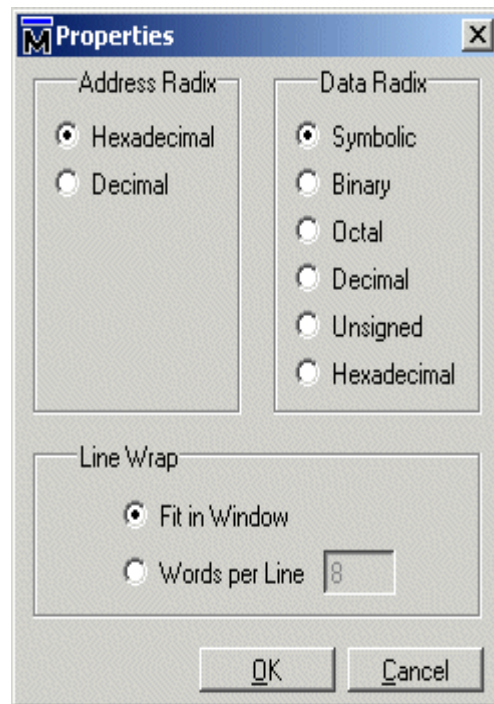 M Properties
Address Radix
Hexadecimal
Decimal
Data Radix
Symbolic
Binary
Octal
Decimal
Unsigned
Hexadecimal
Line Wrap
Fit in Window
Words per Line 8
OK Cancel